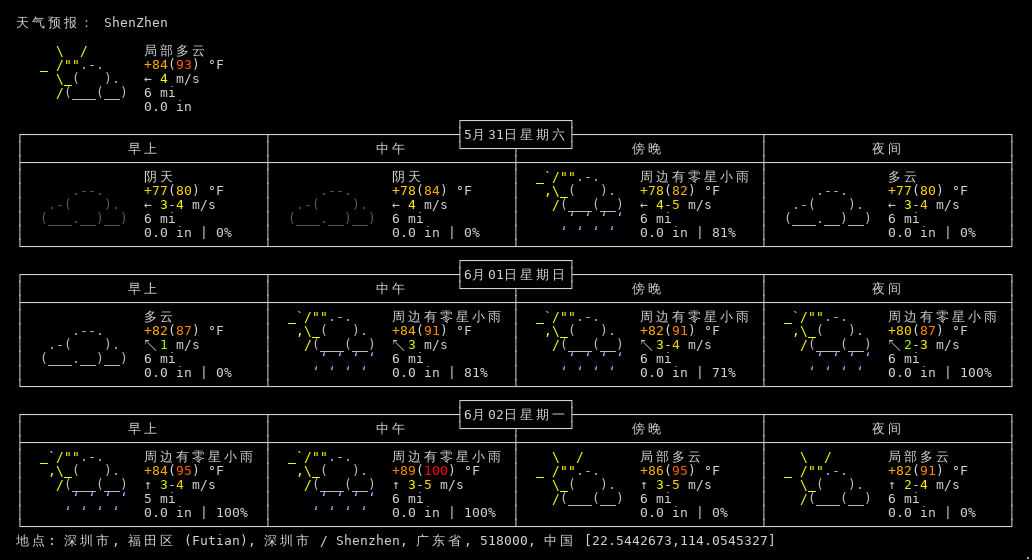 天气预报： ShenZhen
局部多云
+84(93) °F
← 4 m/s
6 mi
0.0 in
5月31日星期六
早上 中午 傍晚 夜间
阴天 阴天 周边有零星小雨 多云
+77(80) °F +78(84) °F +78(82) °F +77(80) °F
← 3-4 m/s ← 4 m/s ← 4-5 m/s ← 3-4 m/s
6 mi 6 mi 6 mi 6 mi
0.0 in | 0% 0.0 in | 0% 0.0 in | 81% 0.0 in | 0%
6月01日星期日
早上 中午 傍晚 夜间
多云 周边有零星小雨 周边有零星小雨 周边有零星小雨
+82(87) °F +84(91) °F +82(91) °F +80(87) °F
↖ 1 m/s ↖ 3 m/s ↖ 3-4 m/s ↖ 2-3 m/s
6 mi 6 mi 6 mi 6 mi
0.0 in | 0% 0.0 in | 81% 0.0 in | 71% 0.0 in | 100%
6月02日星期一
早上 中午 傍晚 夜间
周边有零星小雨 周边有零星小雨 局部多云 局部多云
+84(95) °F +89(100) °F +86(95) °F +82(91) °F
↑ 3-4 m/s ↑ 3-5 m/s ↑ 3-5 m/s ↑ 2-4 m/s
5 mi 6 mi 6 mi 6 mi
0.0 in | 100% 0.0 in | 100% 0.0 in | 0% 0.0 in | 0%
地点: 深圳市, 福田区 (Futian), 深圳市 / Shenzhen, 广东省, 518000, 中国 [22.5442673,114.0545327]